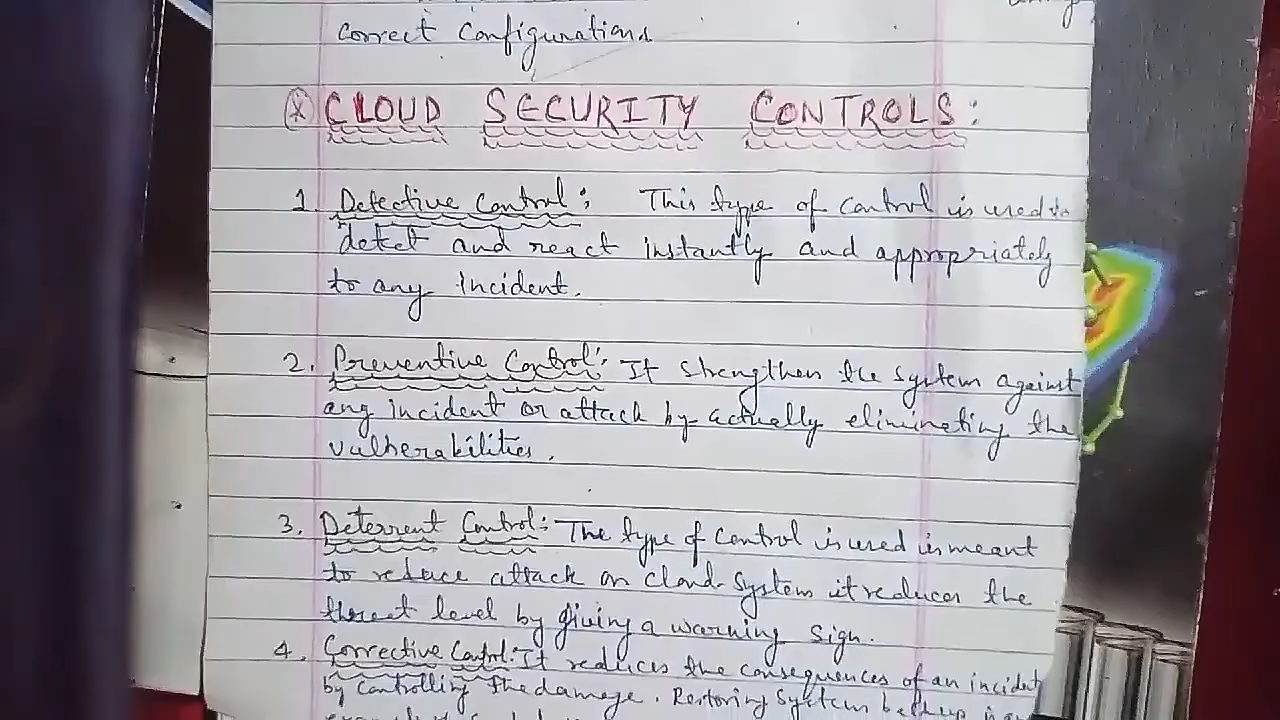 Correct Configurations
* CLOUD SECURITY CONTROLS:
1 Detective Control: This type of Control is used to
detect and react instantly and appropriately
to any incident.
2. Preventive Control: It strengthen the system against
any incident or attack by actually eliminating the
vulnerabilities.
3. Deterrent Control: The type of Control is used is meant
to reduce attack on Cloud System it reduces the
threat level by giving a warning sign.
4. Corrective Control: It reduces the consequences of an incident
by controlling the damage. Restoring System backup is an